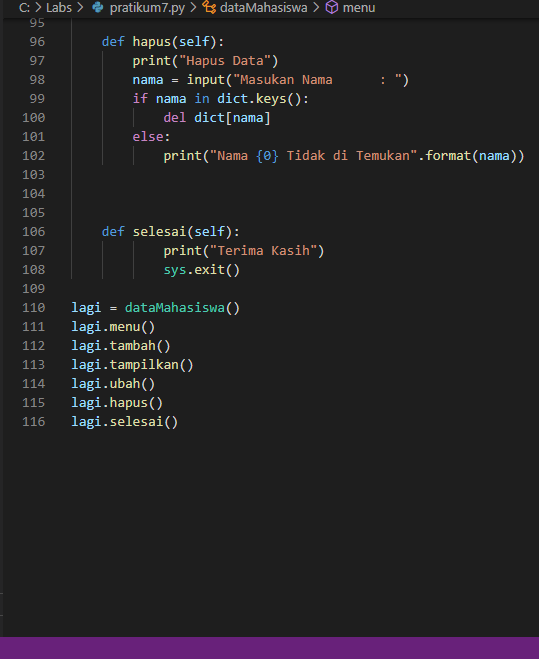 C: > Labs > pratikum7.py > dataMahasiswa > menu
95
96     def hapus(self):
97         print("Hapus Data")
98         nama = input("Masukan Nama      : ")
99         if nama in dict.keys():
100             del dict[nama]
101         else:
102             print("Nama {0} Tidak di Temukan".format(nama))
103
104
105
106     def selesai(self):
107             print("Terima Kasih")
108             sys.exit()
109
110 lagi = dataMahasiswa()
111 lagi.menu()
112 lagi.tambah()
113 lagi.tampilkan()
114 lagi.ubah()
115 lagi.hapus()
116 lagi.selesai()